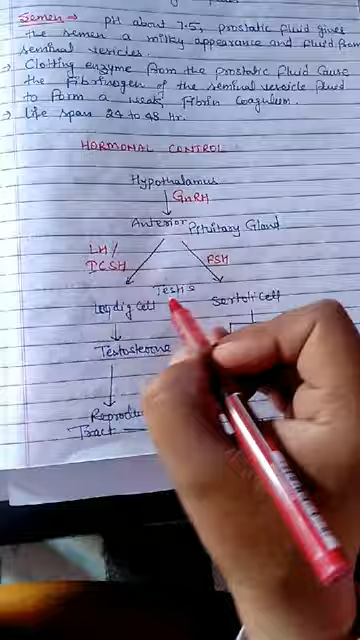 Semen → pH about 7.5, prostatic fluid gives
the semen a milky appearance and fluid from
seminal vesicles.
→ Clotting enzyme from the prostatic fluid cause
the Fibrinogen of the seminal vesicle fluid
to form a weak Fibrin Coagulum.
→ Life span 24 to 48 Hr.
HORMONAL CONTROL
Hypothalamus
GnRH
Anterior Pituitary Gland
LH /
ICSH
FSH
Testis
Leydig Cell
Sertoli Cell
Testosterone
Reprodu
Tract